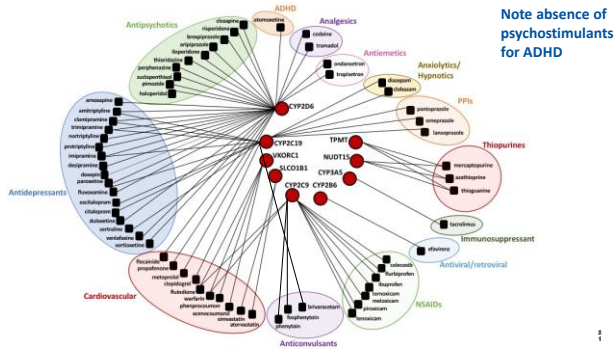 Note absence of
psychostimulants
for ADHD
ADHD
atomoxetine
Antipsychotics
clozapine
risperidone
brexpiprazole
aripiprazole
iloperidone
thioridazine
perphenazine
zuclopenthixol
pimozide
haloperidol
Analgesics
codeine
tramadol
Antiemetics
ondansetron
tropisetron
Anxiolytics/
Hypnotics
diazepam
clobazam
PPIs
pantoprazole
omeprazole
lansoprazole
Thiopurines
mercaptopurine
azathioprine
thioguanine
Immunosuppressant
tacrolimus
Antiviral/retroviral
efavirenz
NSAIDs
celecoxib
flurbiprofen
ibuprofen
lornoxicam
meloxicam
piroxicam
tenoxicam
Anticonvulsants
brivaracetam
fosphenytoin
phenytoin
Cardiovascular
flecainide
propafenone
metoprolol
clopidogrel
fluindione
warfarin
phenprocoumon
acenocoumarol
simvastatin
atorvastatin
Antidepressants
amoxapine
amitriptyline
clomipramine
trimipramine
nortriptyline
protriptyline
imipramine
desipramine
doxepin
paroxetine
fluvoxamine
escitalopram
citalopram
duloxetine
sertraline
venlafaxine
vortioxetine
CYP2D6
CYP2C19
VKORC1
SLCO1B1
CYP2C9
CYP2B6
CYP3A5
NUDT15
TPMT